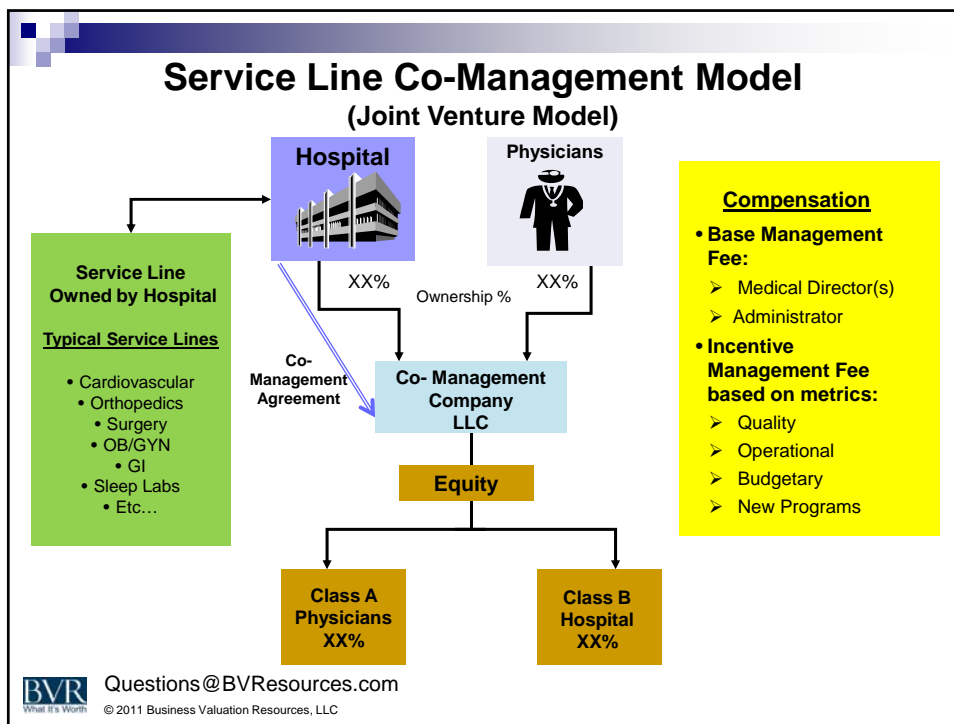 Service Line Co-Management Model
(Joint Venture Model)
Hospital
Physicians
Service Line
Owned by Hospital
Typical Service Lines
• Cardiovascular
• Orthopedics
• Surgery
• OB/GYN
• GI
• Sleep Labs
• Etc…
XX%
Ownership %
XX%
Co-
Management
Agreement
Co- Management
Company
LLC
Equity
Class A
Physicians
XX%
Class B
Hospital
XX%
Compensation
• Base Management
Fee:
➢ Medical Director(s)
➢ Administrator
• Incentive
Management Fee
based on metrics:
➢ Quality
➢ Operational
➢ Budgetary
➢ New Programs
BVR
What It's Worth
Questions@BVResources.com
© 2011 Business Valuation Resources, LLC